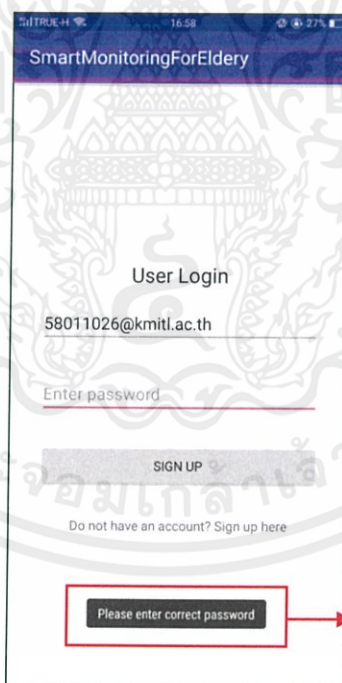 TRUE-H 16:58 27%
SmartMonitoringForEldery
User Login
58011026@kmitl.ac.th
Enter password
SIGN UP
Do not have an account? Sign up here
Please enter correct password